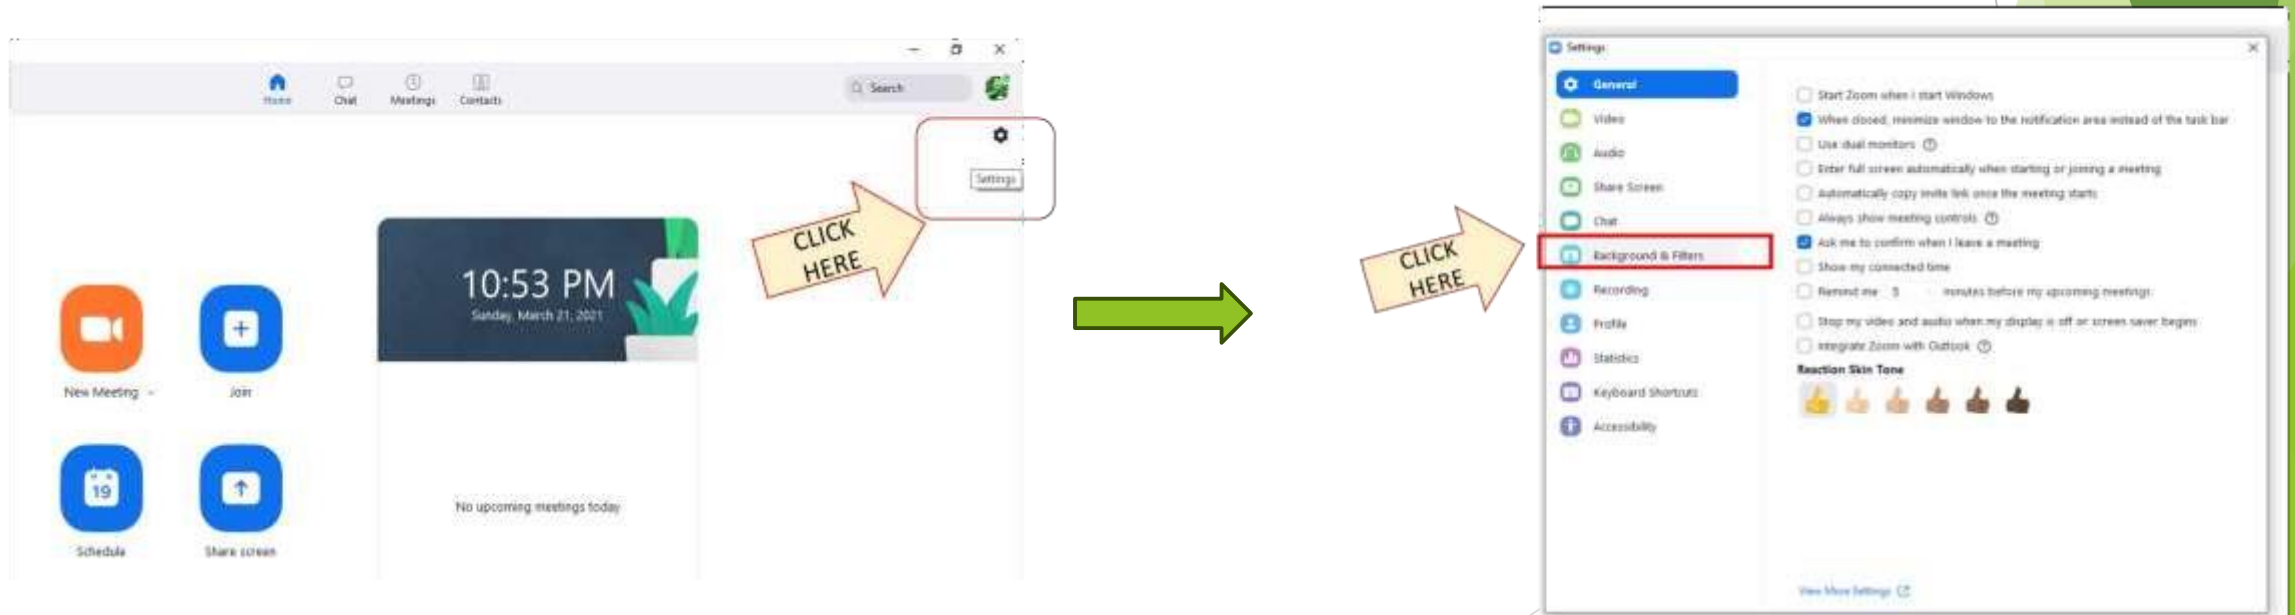 Home
Chat
Meetings
Contacts
Search
Settings
CLICK
HERE
10:53 PM
Sunday, March 21, 2021
New Meeting
Join
19
Schedule
Share screen
No upcoming meetings today
CLICK
HERE
Settings
General
Video
Audio
Share Screen
Chat
Background & Filters
Recording
Profile
Statistics
Keyboard Shortcuts
Accessibility
Start Zoom when I start Windows
When closed, minimize window to the notification area instead of the task bar
Use dual monitors
Enter full screen automatically when starting or joining a meeting
Automatically copy invite link once the meeting starts
Always show meeting controls
Ask me to confirm when I leave a meeting
Show my connected time
Remind me 5 minutes before my upcoming meetings
Stop my video and audio when my display is off or screen saver begins
Integrate Zoom with Outlook
Reaction Skin Tone
View More Settings